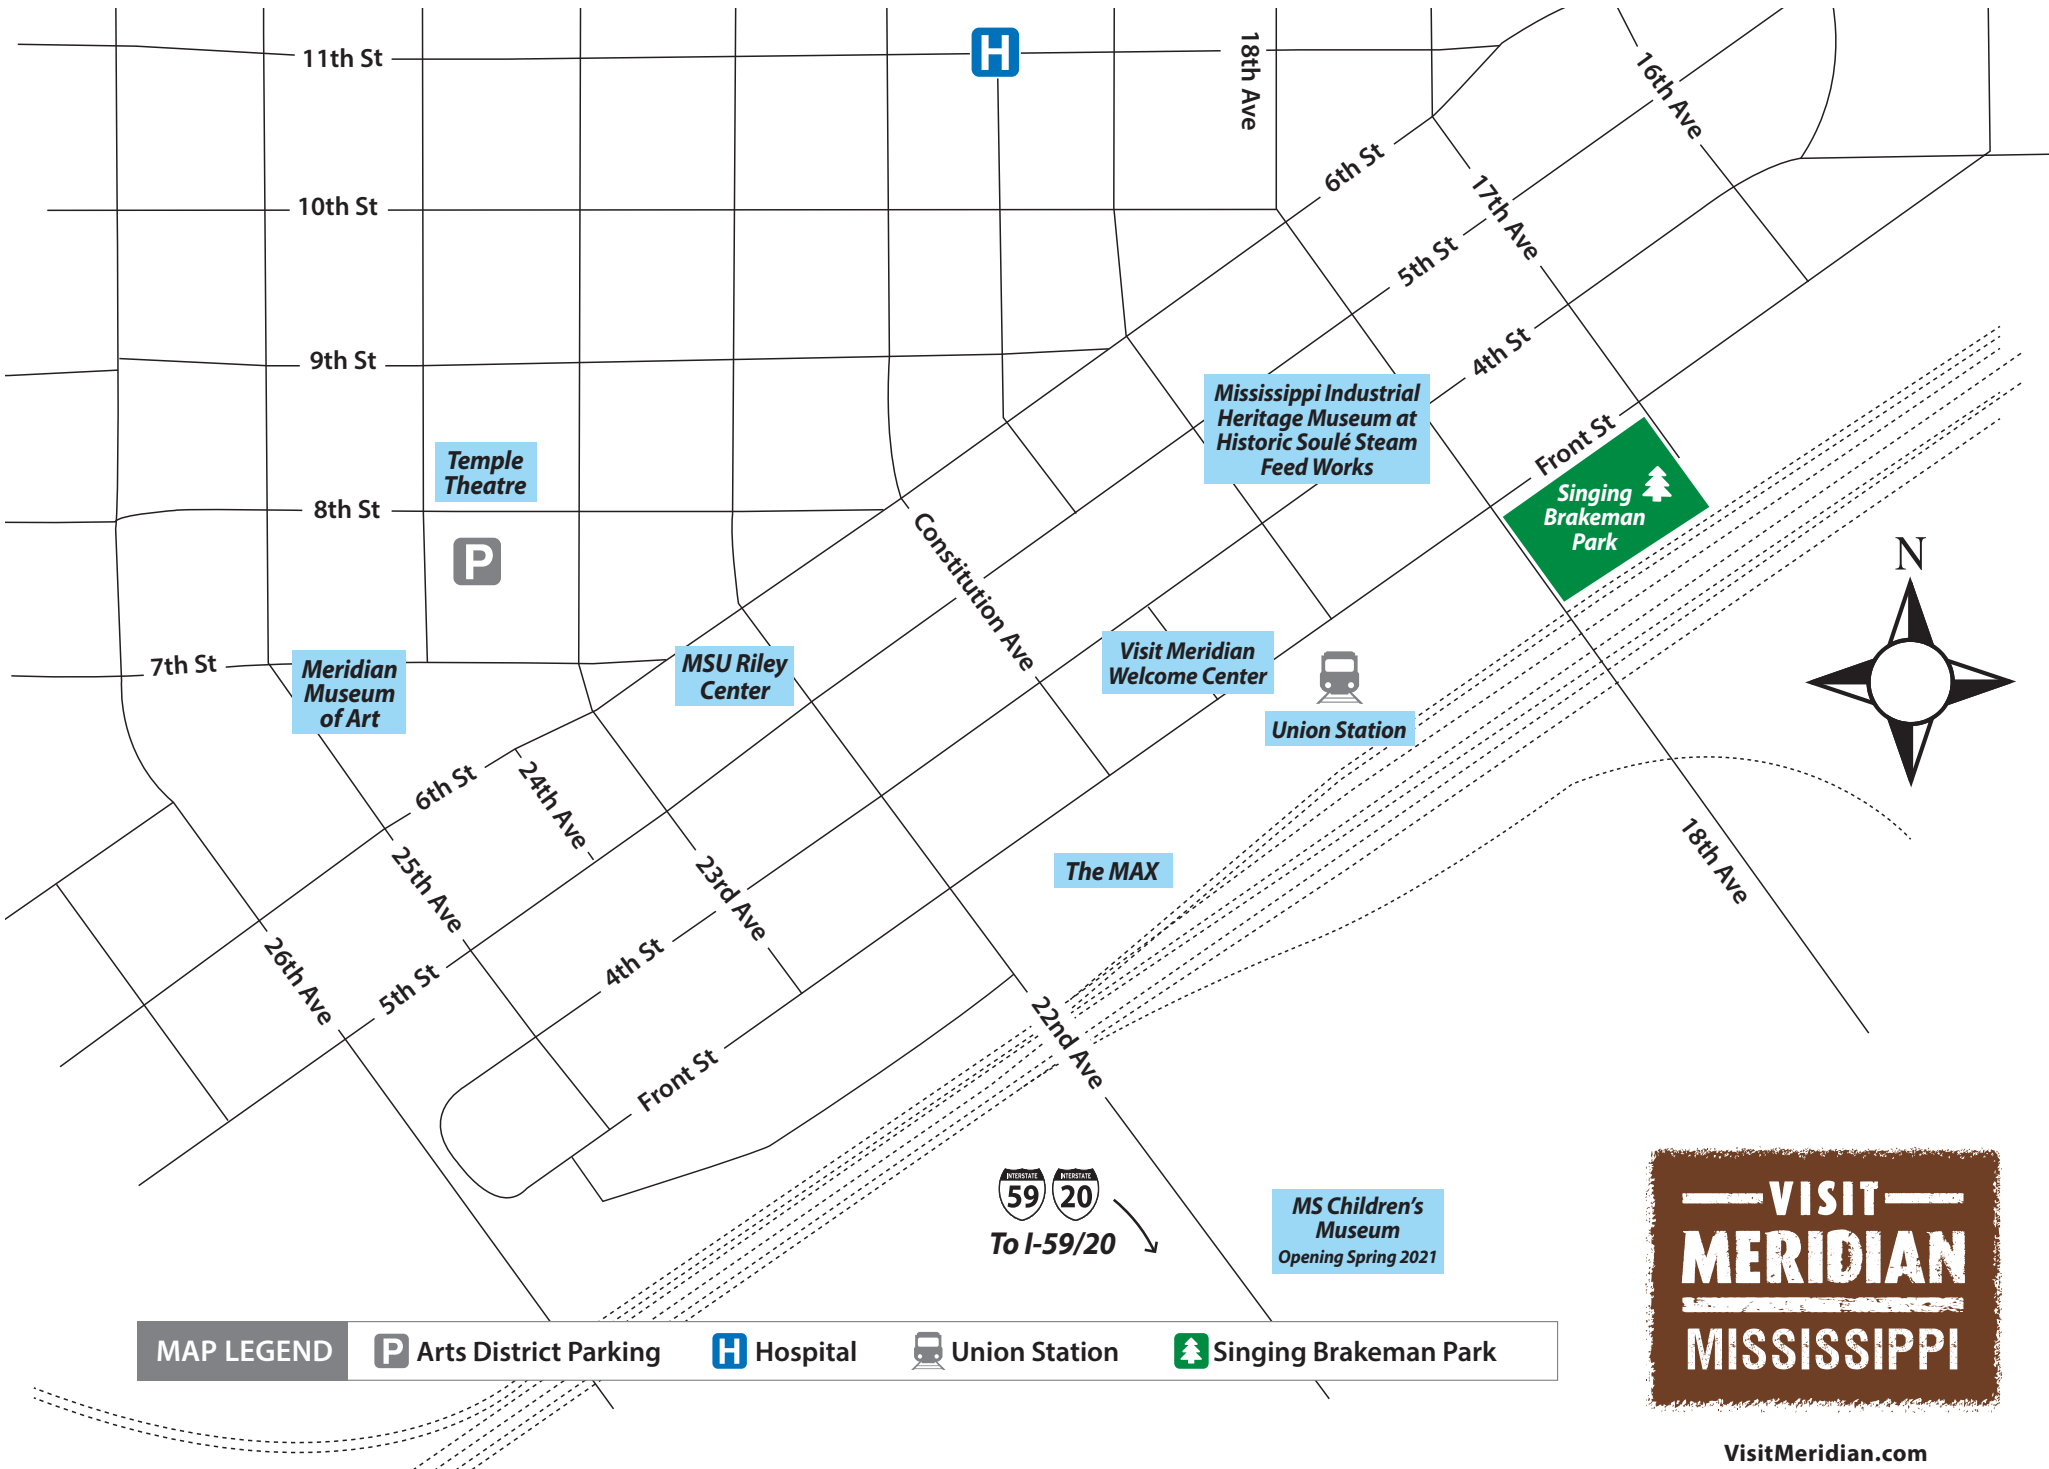 11th St
H
18th Ave
16th Ave
6th St
17th Ave
10th St
5th St
4th St
9th St
Mississippi Industrial
Heritage Museum at
Historic Soulé Steam
Feed Works
Front St
Temple
Theatre
Singing
Brakeman
Park
8th St
P
Constitution Ave
N
7th St
Meridian
Museum
of Art
MSU Riley
Center
Visit Meridian
Welcome Center
Union Station
6th St
24th Ave
25th Ave
23rd Ave
The MAX
18th Ave
26th Ave
5th St
4th St
22nd Ave
Front St
INTERSTATE
59
INTERSTATE
20
To I-59/20
MS Children's
Museum
Opening Spring 2021
VISIT
MERIDIAN
MISSISSIPPI
MAP LEGEND
P Arts District Parking
H Hospital
Union Station
Singing Brakeman Park
VisitMeridian.com